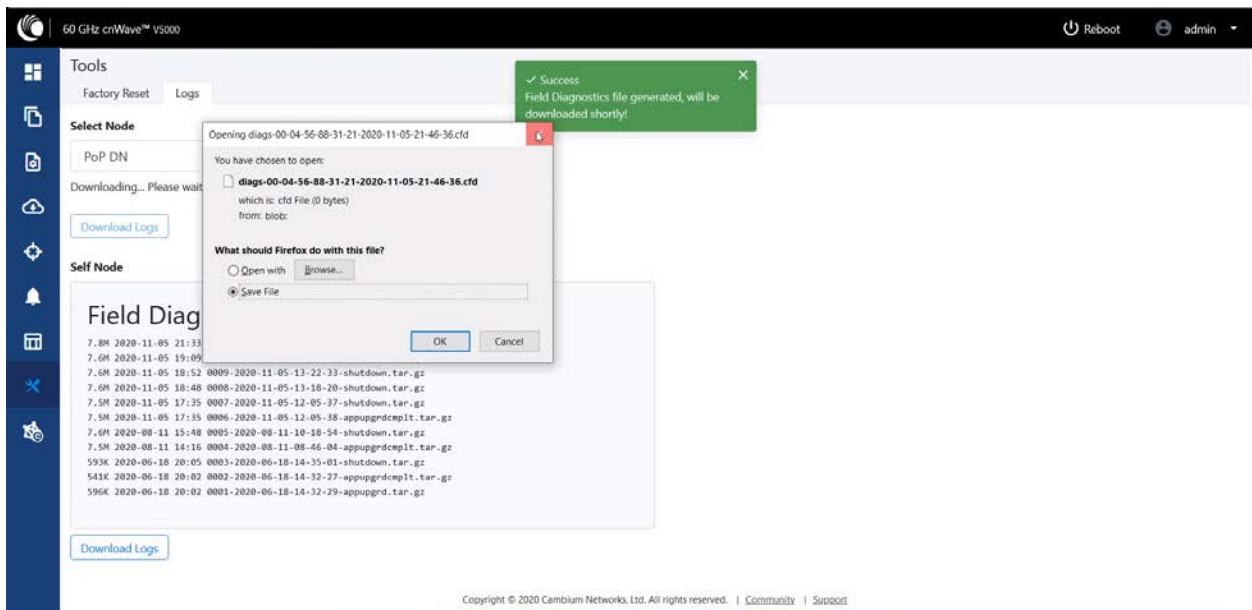 60 GHz cnWave™ V5000
Reboot
admin
Tools
Factory Reset
Logs
✓ Success
Field Diagnostics file generated, will be
downloaded shortly!
Select Node
PoP DN
Downloading... Please wait
Download Logs
Opening diags-00-04-56-88-31-21-2020-11-05-21-46-36.cfd
You have chosen to open:
diags-00-04-56-88-31-21-2020-11-05-21-46-36.cfd
which is: cfd File (0 bytes)
from: blob:
What should Firefox do with this file?
Open with
Browse...
Save File
OK
Cancel
Self Node
Field Diag
7.8M 2020-11-05 21:33
7.6M 2020-11-05 19:09
7.6M 2020-11-05 18:52 0009-2020-11-05-13-22-33-shutdown.tar.gz
7.6M 2020-11-05 18:48 0008-2020-11-05-13-18-20-shutdown.tar.gz
7.5M 2020-11-05 17:35 0007-2020-11-05-12-05-37-shutdown.tar.gz
7.5M 2020-11-05 17:35 0006-2020-11-05-12-05-38-appupgrdcmplt.tar.gz
7.6M 2020-08-11 15:48 0005-2020-08-11-10-18-54-shutdown.tar.gz
7.5M 2020-08-11 14:16 0004-2020-08-11-08-46-04-appupgrdcmplt.tar.gz
593K 2020-06-18 20:05 0003-2020-06-18-14-35-01-shutdown.tar.gz
541K 2020-06-18 20:02 0002-2020-06-18-14-32-27-appupgrdcmplt.tar.gz
596K 2020-06-18 20:02 0001-2020-06-18-14-32-29-appupgrd.tar.gz
Download Logs
Copyright © 2020 Cambium Networks, Ltd. All rights reserved. | Community | Support